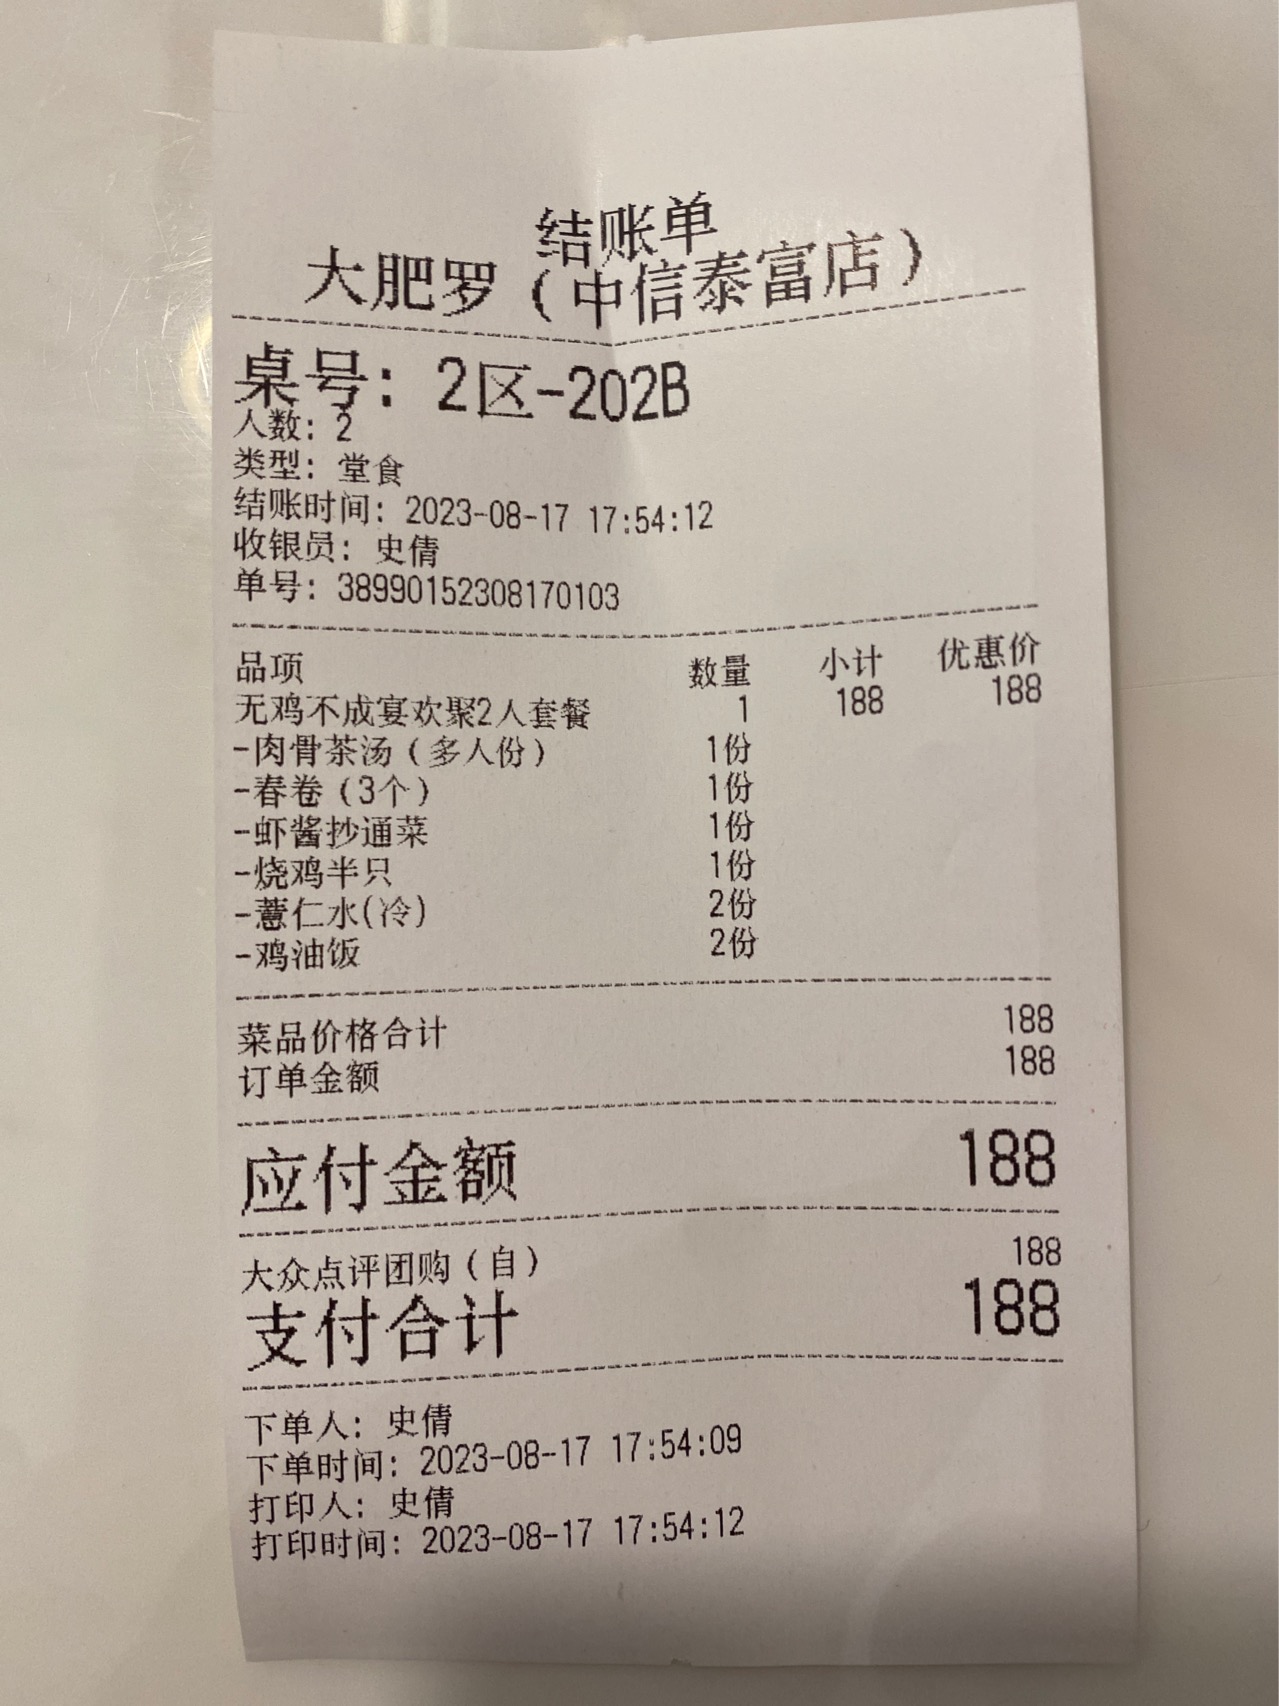 结账单
大肥罗（中信泰富店）
桌号：2区-202B
人数：2
类型：堂食
结账时间：2023-08-17 17:54:12
收银员：史倩
单号：38990152308170103
品项 数量 小计 优惠价
无鸡不成宴欢聚2人套餐 1 188 188
-肉骨茶汤（多人份） 1份
-春卷（3个） 1份
-虾酱抄通菜 1份
-烧鸡半只 1份
-薏仁水(冷) 2份
-鸡油饭 2份
菜品价格合计 188
订单金额 188
应付金额 188
大众点评团购（自） 188
支付合计 188
下单人：史倩
下单时间：2023-08-17 17:54:09
打印人：史倩
打印时间：2023-08-17 17:54:12